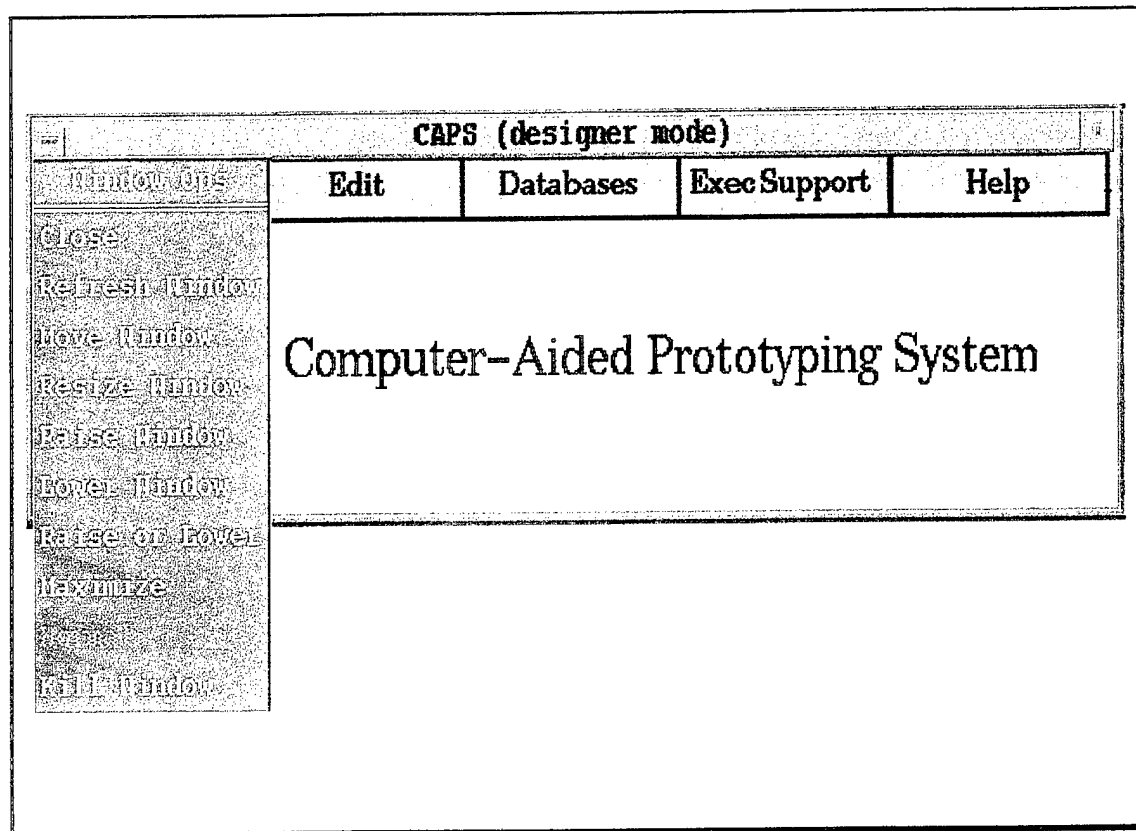 CAPS (designer mode)
Window Ops
Edit
Databases
Exec Support
Help
Close
Refresh Window
Move Window
Resize Window
Raise Window
Lower Window
Raise or Lower
Maximize
Kill Window
Computer-Aided Prototyping System